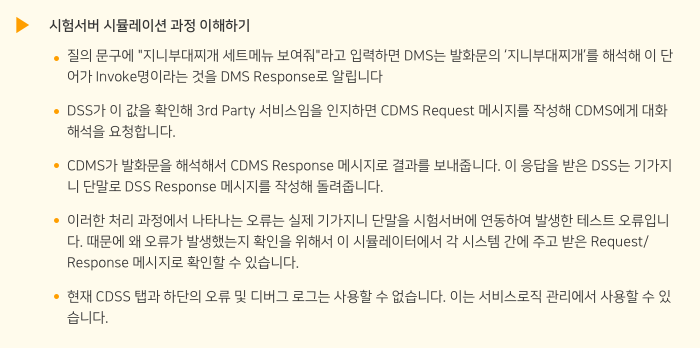 시험서버 시뮬레이션 과정 이해하기
질의 문구에 "지니부대찌개 세트메뉴 보여줘"라고 입력하면 DMS는 발화문의 ‘지니부대찌개’를 해석해 이 단
어가 Invoke명이라는 것을 DMS Response로 알립니다
DSS가 이 값을 확인해 3rd Party 서비스임을 인지하면 CDMS Request 메시지를 작성해 CDMS에게 대화
해석을 요청합니다.
CDMS가 발화문을 해석해서 CDMS Response 메시지로 결과를 보내줍니다. 이 응답을 받은 DSS는 기가지
니 단말로 DSS Response 메시지를 작성해 돌려줍니다.
이러한 처리 과정에서 나타나는 오류는 실제 기가지니 단말을 시험서버에 연동하여 발생한 테스트 오류입니
다. 때문에 왜 오류가 발생했는지 확인을 위해서 이 시뮬레이터에서 각 시스템 간에 주고 받은 Request/
Response 메시지로 확인할 수 있습니다.
현재 CDSS 탭과 하단의 오류 및 디버그 로그는 사용할 수 없습니다. 이는 서비스로직 관리에서 사용할 수 있
습니다.